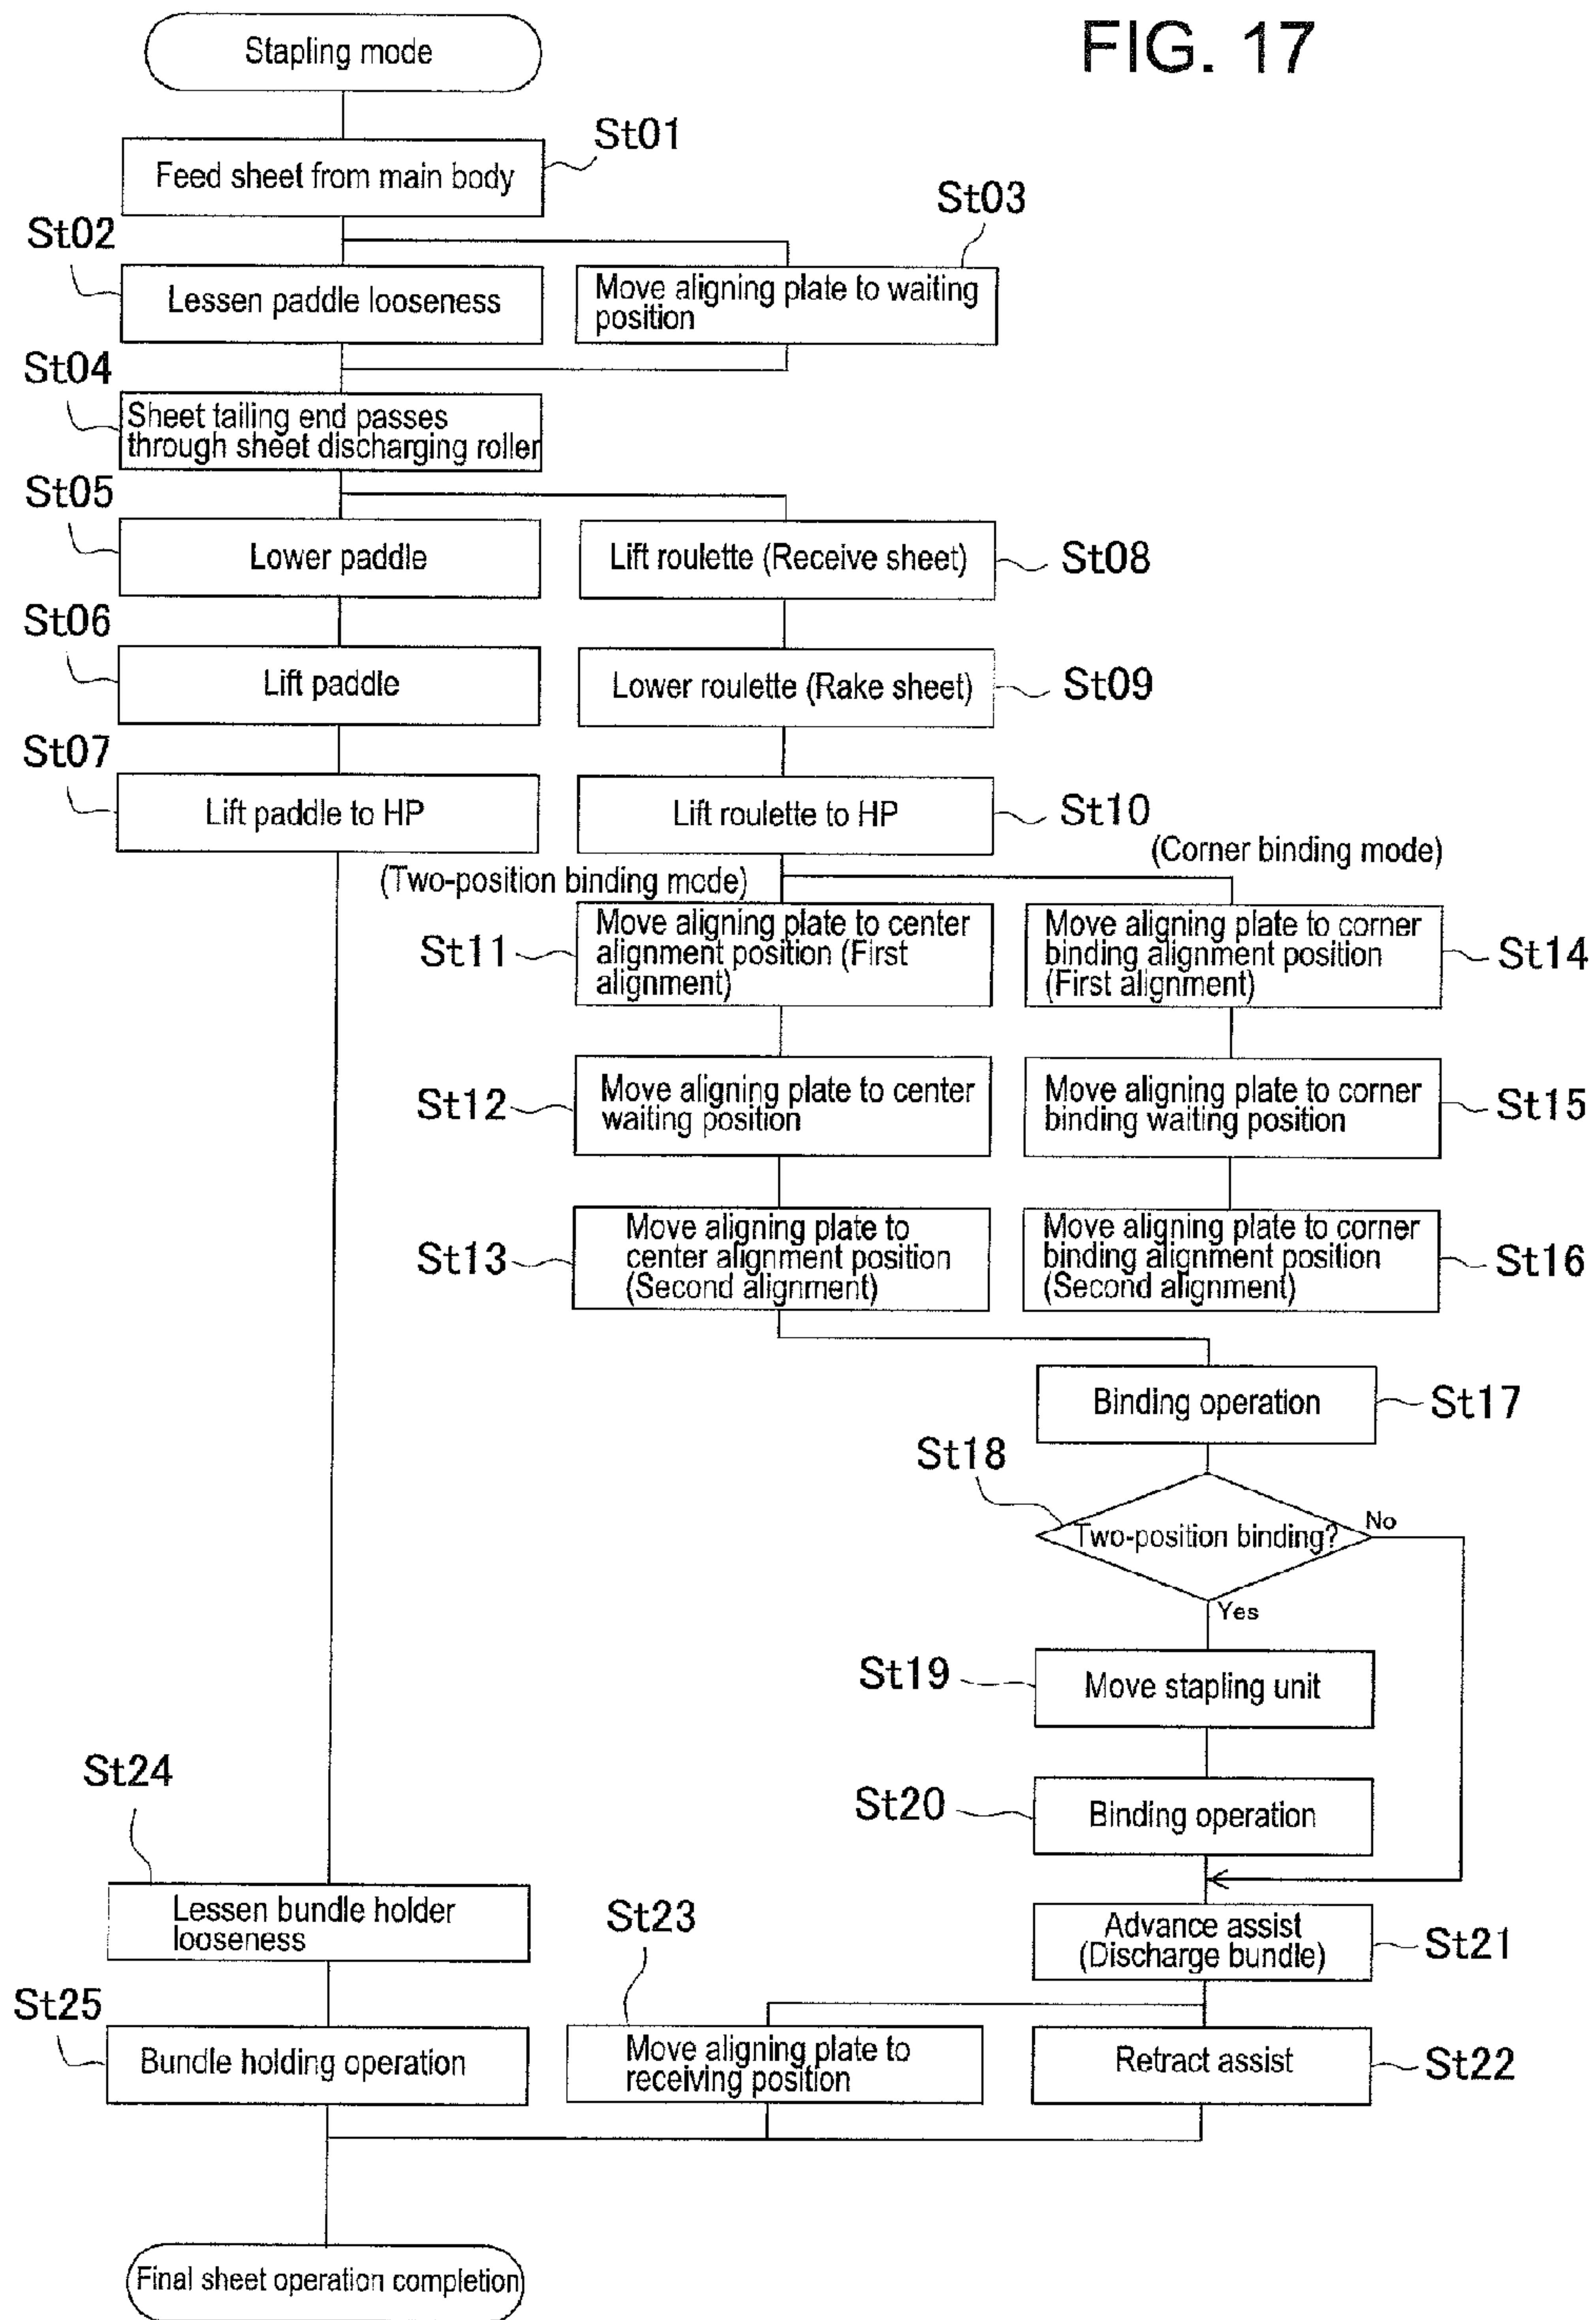 FIG. 17
Stapling mode
St01
Feed sheet from main body
St02
St03
Lessen paddle looseness
Move aligning plate to waiting
position
St04
Sheet tailing end passes
through sheet discharging roller
St05
Lower paddle
Lift roulette (Receive sheet)
St08
St06
Lift paddle
Lower roulette (Rake sheet)
St09
St07
Lift paddle to HP
Lift roulette to HP
St10
(Two-position binding mode)
(Corner binding mode)
St11
Move aligning plate to center
alignment position (First
alignment)
Move aligning plate to corner
binding alignment position
(First alignment)
St14
St12
Move aligning plate to center
waiting position
Move aligning plate to corner
binding waiting position
St15
St13
Move aligning plate to
center alignment position
(Second alignment)
Move aligning plate to corner
binding alignment position
(Second alignment)
St16
Binding operation
St17
St18
Two-position binding?
No
Yes
St19
Move stapling unit
St20
Binding operation
St24
Lessen bundle holder
looseness
St23
Advance assist
(Discharge bundle)
St21
St25
Bundle holding operation
Move aligning plate to
receiving position
Retract assist
St22
Final sheet operation completion